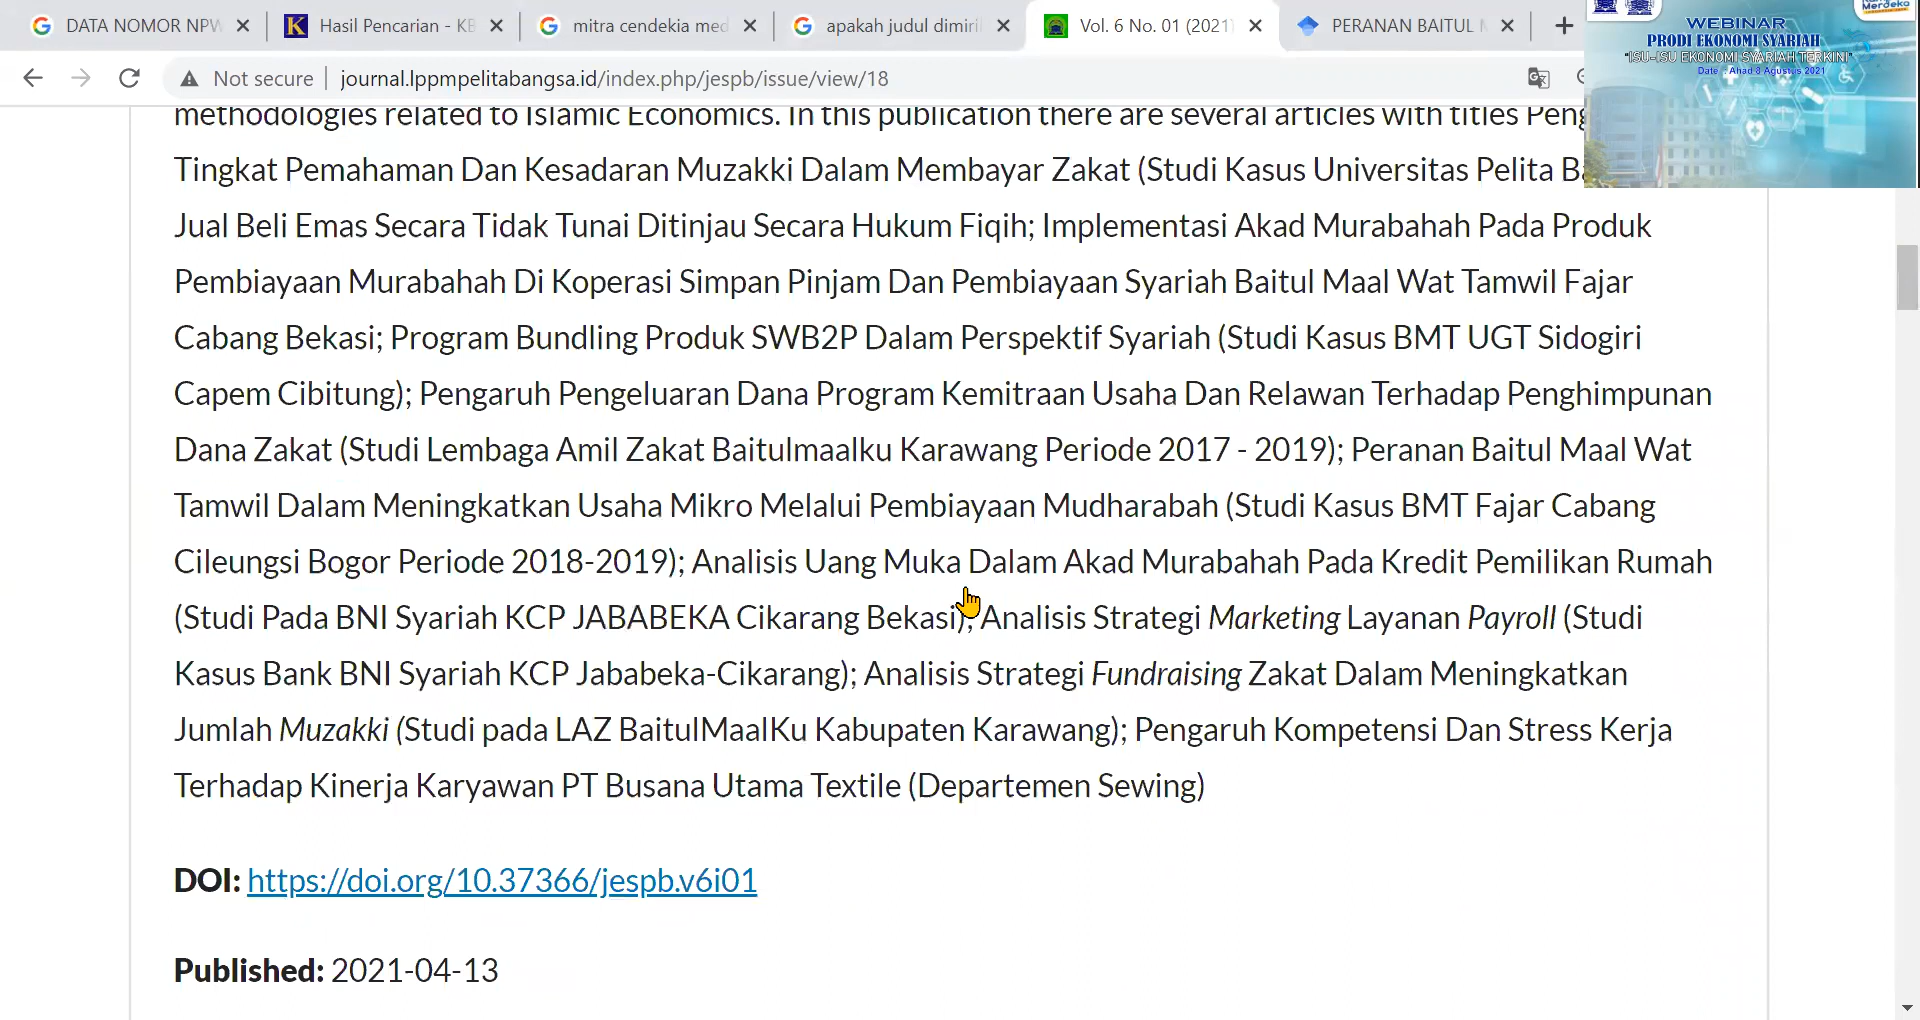 DATA NOMOR NPW
Hasil Pencarian - KB
mitra cendekia med
apakah judul dimiril
Vol. 6 No. 01 (2021)
PERANAN BAITUL M
WEBINAR
PRODI EKONOMI SYARIAH
"ISU-ISU EKONOMI SYARIAH TERKINI"
Date : Ahad 8 Agustus 2021
Merdeka
Not secure
journal.lppmpelitabangsa.id/index.php/jespb/issue/view/18
methodologies related to Islamic Economics. In this publication there are several articles with titles Peng
Tingkat Pemahaman Dan Kesadaran Muzakki Dalam Membayar Zakat (Studi Kasus Universitas Pelita Ba
Jual Beli Emas Secara Tidak Tunai Ditinjau Secara Hukum Fiqih; Implementasi Akad Murabahah Pada Produk
Pembiayaan Murabahah Di Koperasi Simpan Pinjam Dan Pembiayaan Syariah Baitul Maal Wat Tamwil Fajar
Cabang Bekasi; Program Bundling Produk SWB2P Dalam Perspektif Syariah (Studi Kasus BMT UGT Sidogiri
Capem Cibitung); Pengaruh Pengeluaran Dana Program Kemitraan Usaha Dan Relawan Terhadap Penghimpunan
Dana Zakat (Studi Lembaga Amil Zakat Baitulmaalku Karawang Periode 2017 - 2019); Peranan Baitul Maal Wat
Tamwil Dalam Meningkatkan Usaha Mikro Melalui Pembiayaan Mudharabah (Studi Kasus BMT Fajar Cabang
Cileungsi Bogor Periode 2018-2019); Analisis Uang Muka Dalam Akad Murabahah Pada Kredit Pemilikan Rumah
(Studi Pada BNI Syariah KCP JABABEKA Cikarang Bekasi); Analisis Strategi Marketing Layanan Payroll (Studi
Kasus Bank BNI Syariah KCP Jababeka-Cikarang); Analisis Strategi Fundraising Zakat Dalam Meningkatkan
Jumlah Muzakki (Studi pada LAZ BaitulMaalKu Kabupaten Karawang); Pengaruh Kompetensi Dan Stress Kerja
Terhadap Kinerja Karyawan PT Busana Utama Textile (Departemen Sewing)
DOI: https://doi.org/10.37366/jespb.v6i01
Published: 2021-04-13